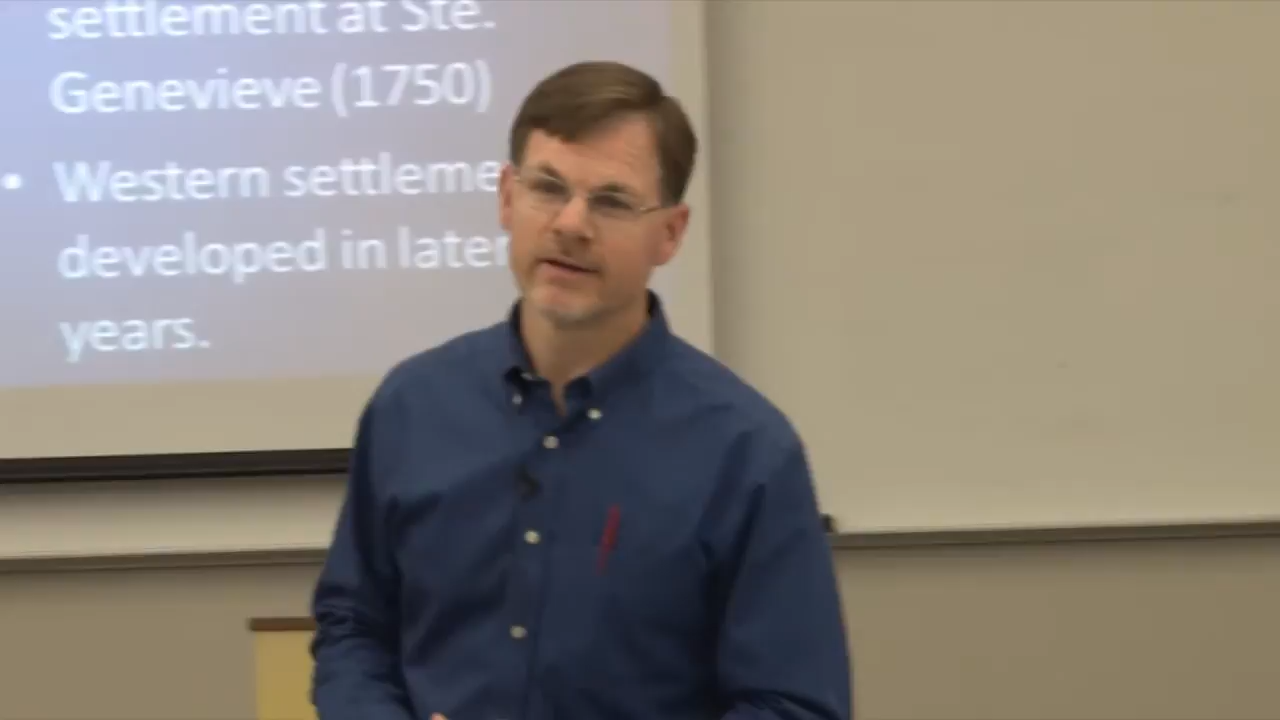 settlement at Ste.
Genevieve (1750)
• Western settleme
developed in later
years.